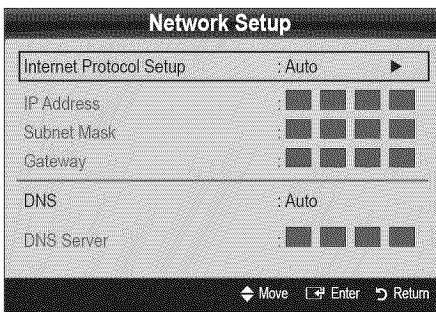 Network Setup
Internet Protocol Setup : Auto ▶
IP Address :
Subnet Mask :
Gateway :
DNS : Auto
DNS Server :
Move Enter Return